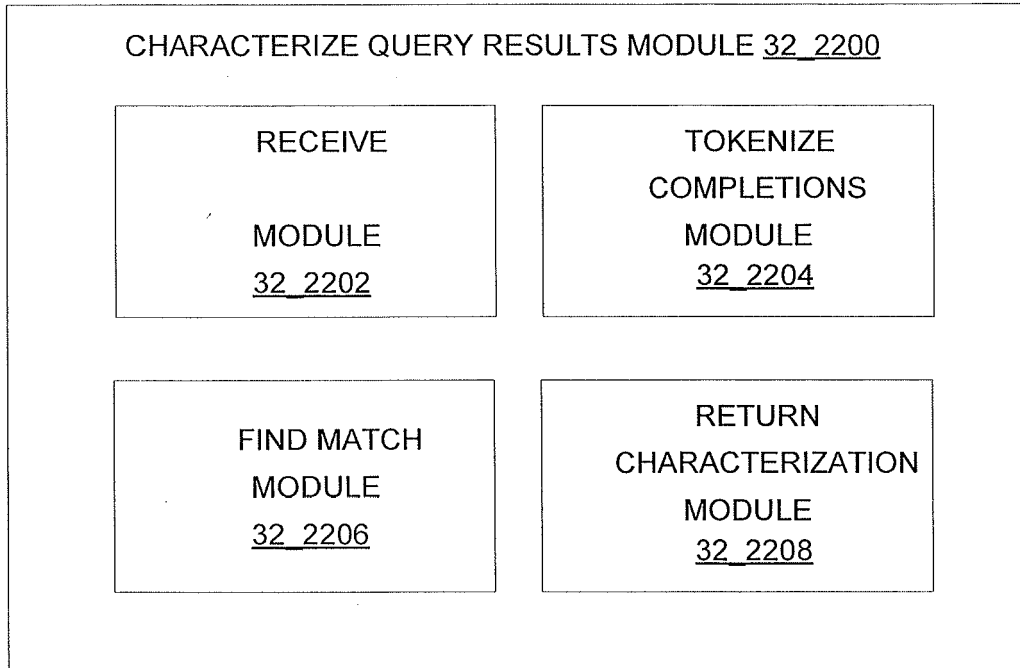 CHARACTERIZE QUERY RESULTS MODULE 32_2200
RECEIVE
MODULE
32_2202
TOKENIZE
COMPLETIONS
MODULE
32_2204
FIND MATCH
MODULE
32_2206
RETURN
CHARACTERIZATION
MODULE
32_2208